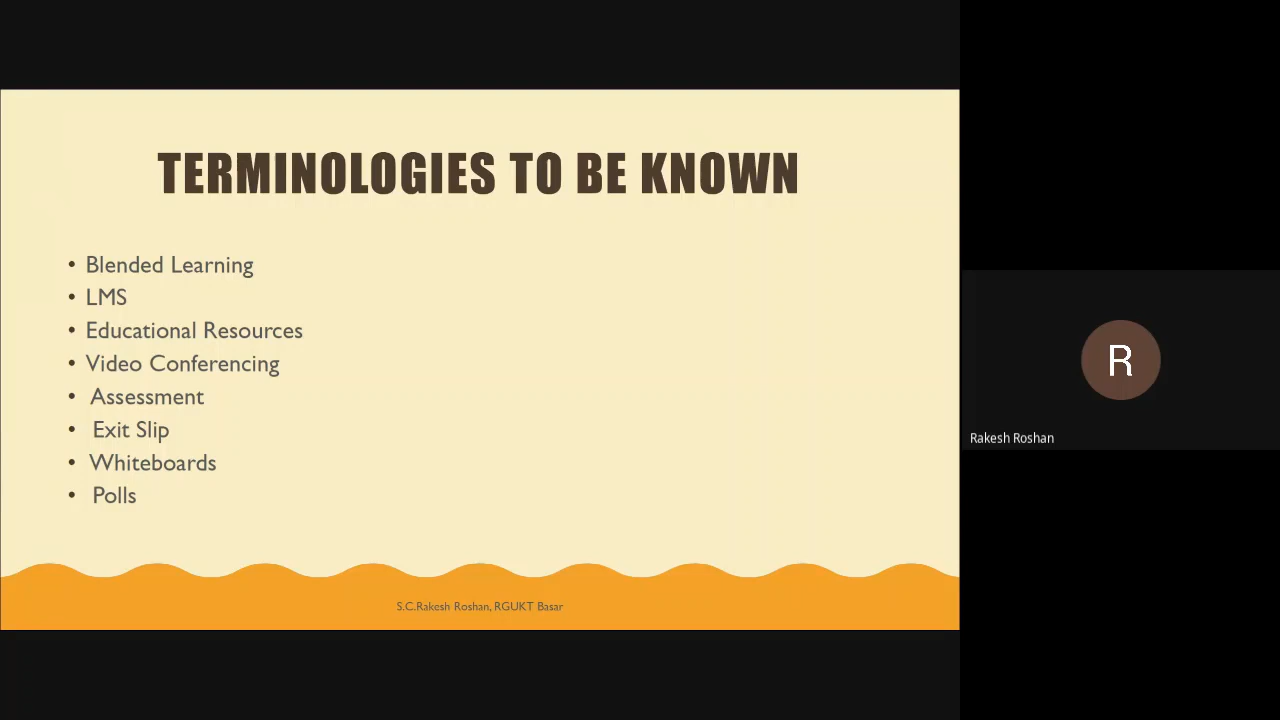 TERMINOLOGIES TO BE KNOWN
• Blended Learning
• LMS
• Educational Resources
• Video Conferencing
• Assessment
• Exit Slip
• Whiteboards
• Polls
S.C.Rakesh Roshan, RGUKT Basar
R
Rakesh Roshan